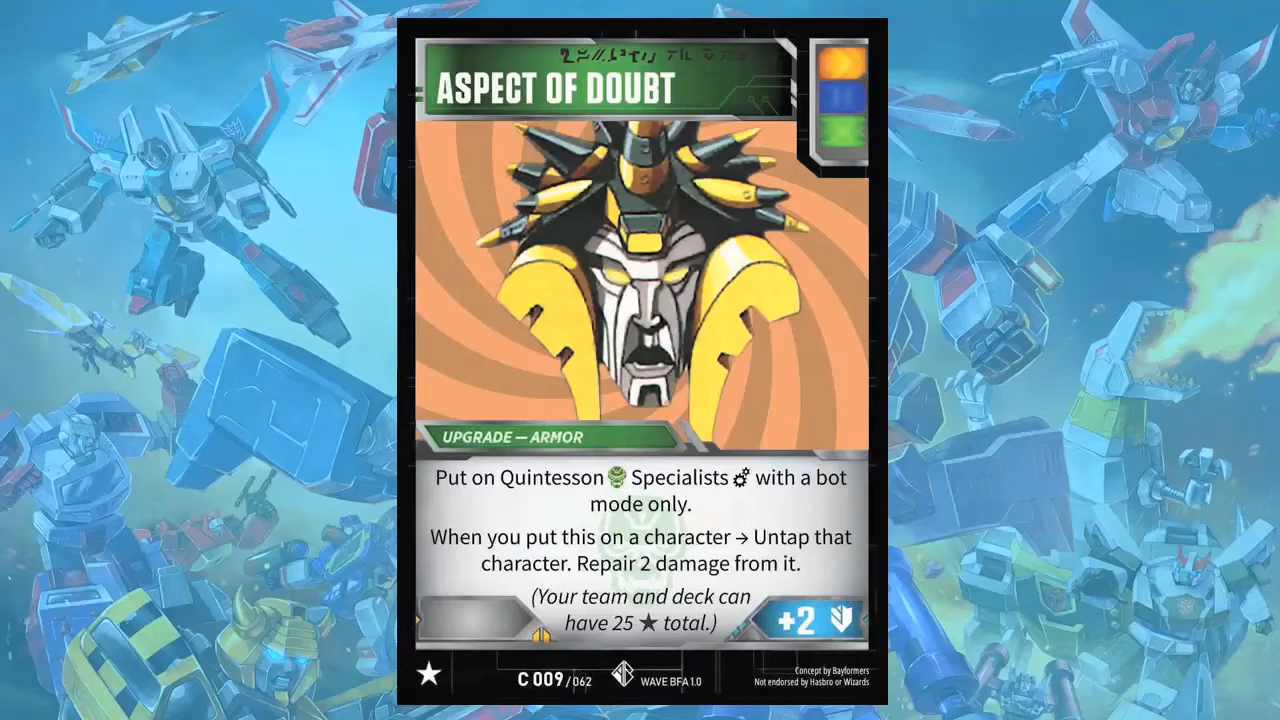 ASPECT OF DOUBT
UPGRADE — ARMOR
Put on Quintesson Specialists with a bot
mode only.
When you put this on a character → Untap that
character. Repair 2 damage from it.
(Your team and deck can
have 25 ★ total.)
+2
★
C 009/062
WAVE BFA 1.0
Concept by Bayformers
Not endorsed by Hasbro or Wizards